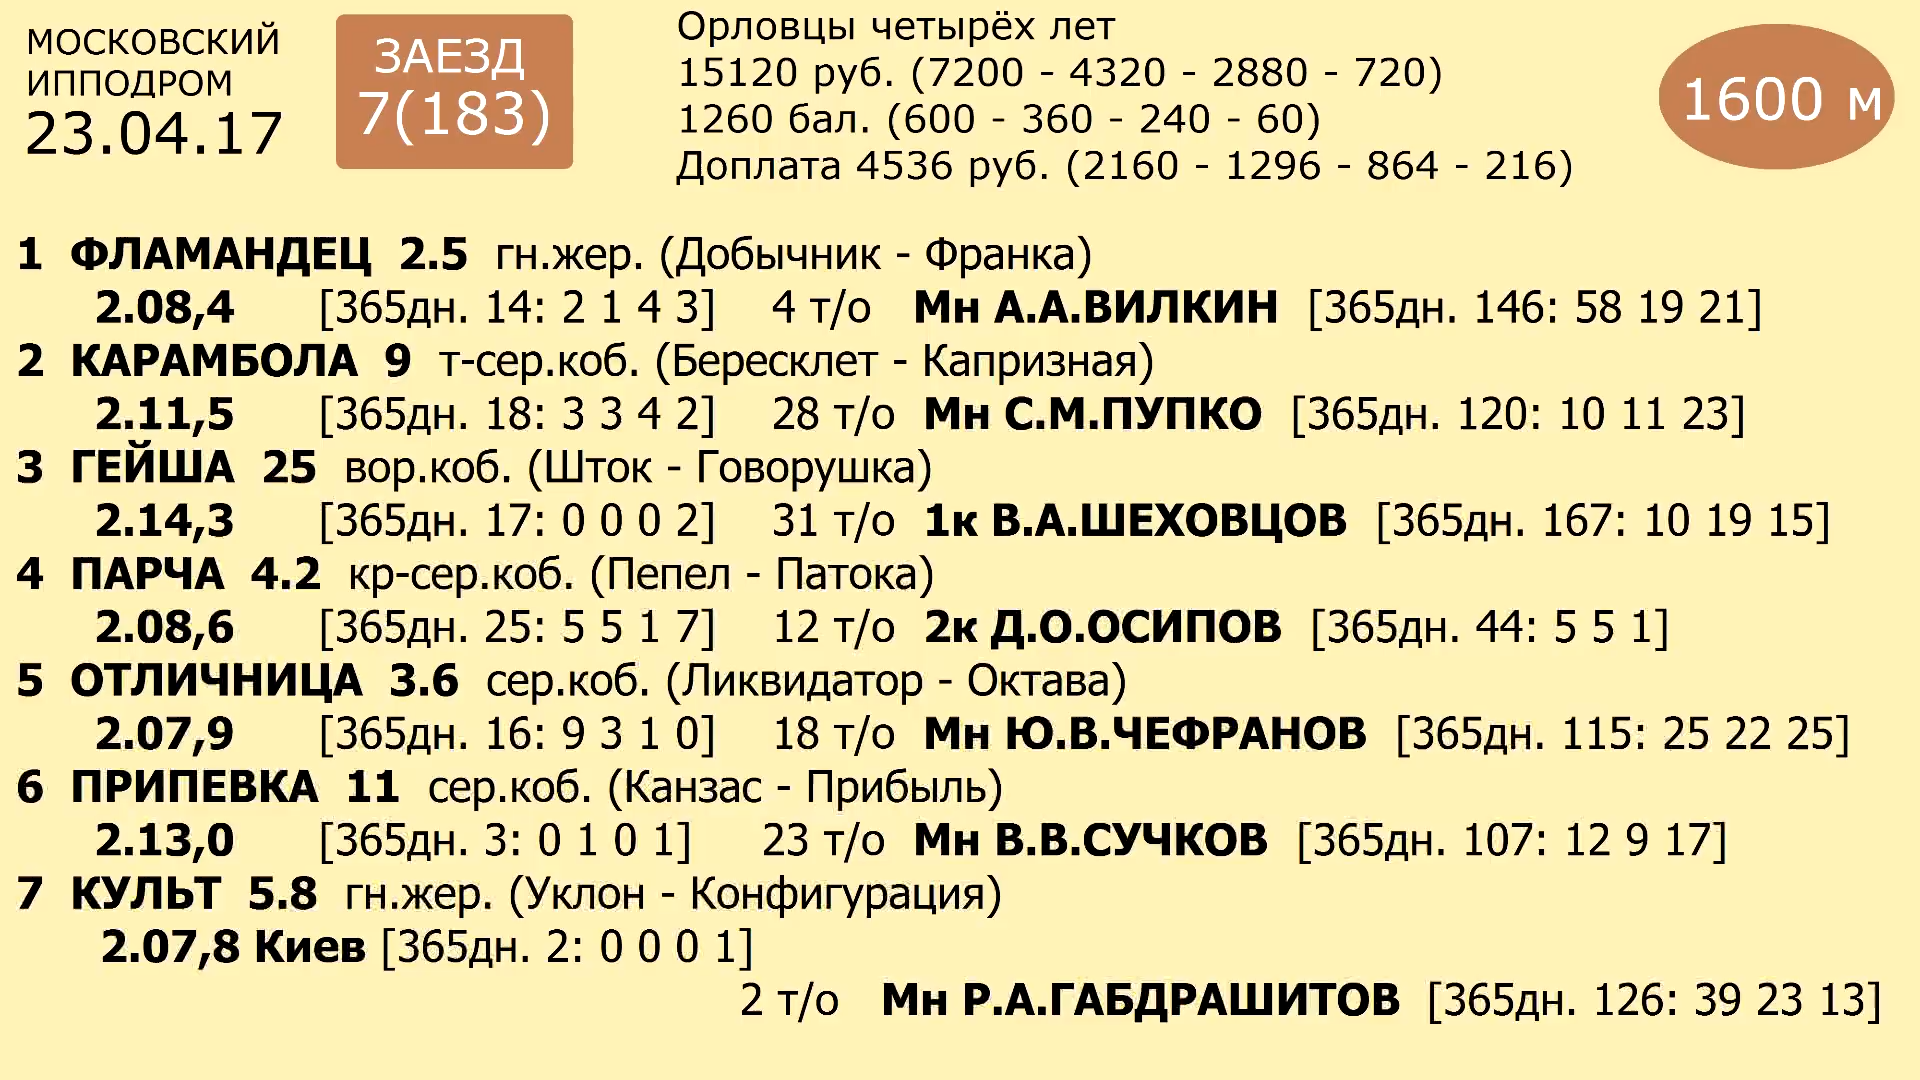 МОСКОВСКИЙ
ИППОДРОМ
23.04.17
ЗАЕЗД
7(183)
Орловцы четырёх лет
15120 руб. (7200 - 4320 - 2880 - 720)
1260 бал. (600 - 360 - 240 - 60)
Доплата 4536 руб. (2160 - 1296 - 864 - 216)
1600 м
1 ФЛАМАНДЕЦ 2.5 гн.жер. (Добычник - Франка)
2.08,4 [365дн. 14: 2 1 4 3] 4 т/о Мн А.А.ВИЛКИН [365дн. 146: 58 19 21]
2 КАРАМБОЛА 9 т-сер.коб. (Бересклет - Капризная)
2.11,5 [365дн. 18: 3 3 4 2] 28 т/о Мн С.М.ПУПКО [365дн. 120: 10 11 23]
3 ГЕЙША 25 вор.коб. (Шток - Говорушка)
2.14,3 [365дн. 17: 0 0 0 2] 31 т/о 1к В.А.ШЕХОВЦОВ [365дн. 167: 10 19 15]
4 ПАРЧА 4.2 кр-сер.коб. (Пепел - Патока)
2.08,6 [365дн. 25: 5 5 1 7] 12 т/о 2к Д.О.ОСИПОВ [365дн. 44: 5 5 1]
5 ОТЛИЧНИЦА 3.6 сер.коб. (Ликвидатор - Октава)
2.07,9 [365дн. 16: 9 3 1 0] 18 т/о Мн Ю.В.ЧЕФРАНОВ [365дн. 115: 25 22 25]
6 ПРИПЕВКА 11 сер.коб. (Канзас - Прибыль)
2.13,0 [365дн. 3: 0 1 0 1] 23 т/о Мн В.В.СУЧКОВ [365дн. 107: 12 9 17]
7 КУЛЬТ 5.8 гн.жер. (Уклон - Конфигурация)
2.07,8 Киев [365дн. 2: 0 0 0 1]
2 т/о Мн Р.А.ГАБДРАШИТОВ [365дн. 126: 39 23 13]